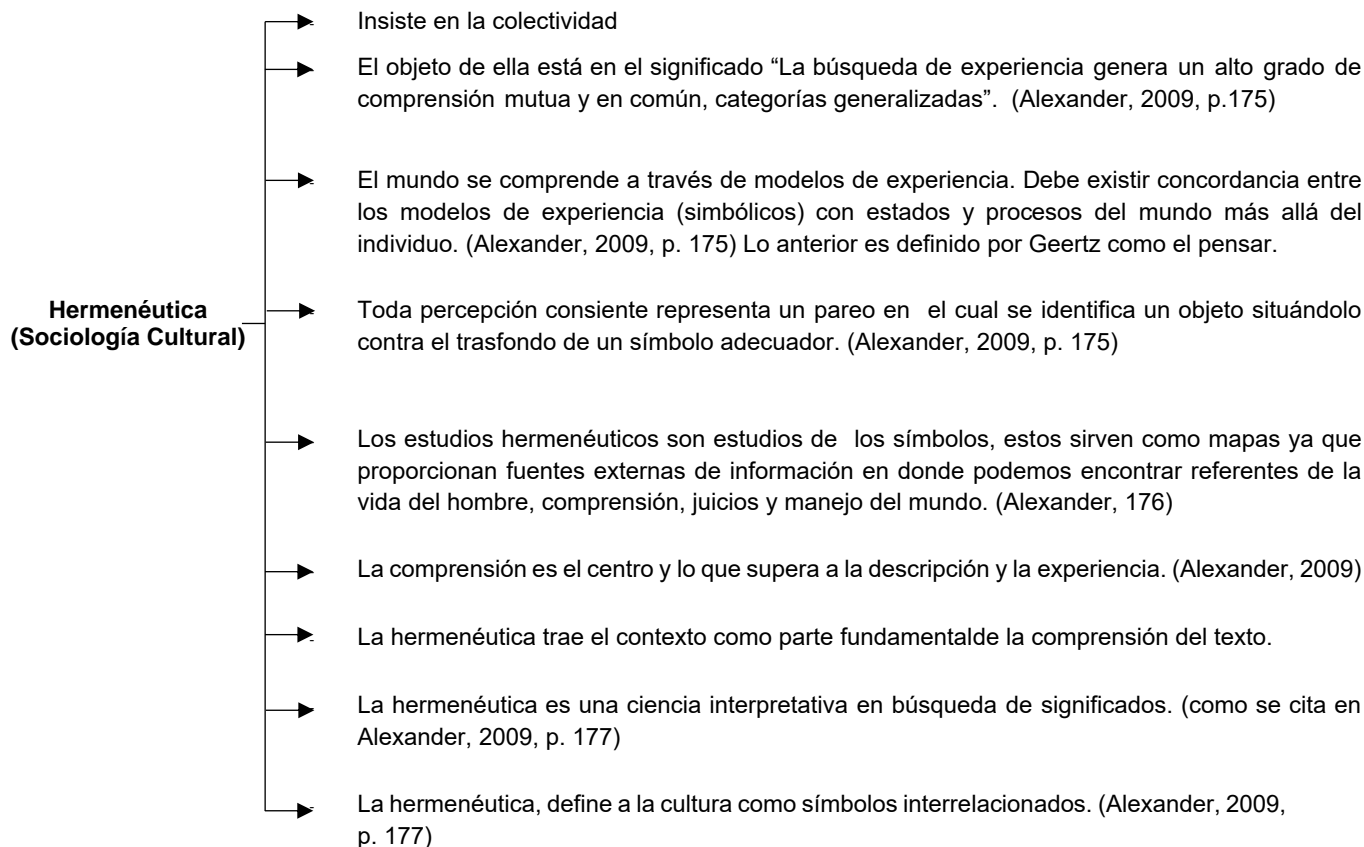 Insiste en la colectividad
El objeto de ella está en el significado “La búsqueda de experiencia genera un alto grado de
comprensión mutua y en común, categorías generalizadas”. (Alexander, 2009, p.175)
El mundo se comprende a través de modelos de experiencia. Debe existir concordancia entre
los modelos de experiencia (simbólicos) con estados y procesos del mundo más allá del
individuo. (Alexander, 2009, p. 175) Lo anterior es definido por Geertz como el pensar.
Hermenéutica
(Sociología Cultural)
Toda percepción consiente representa un pareo en el cual se identifica un objeto situándolo
contra el trasfondo de un símbolo adecuador. (Alexander, 2009, p. 175)
Los estudios hermenéuticos son estudios de los símbolos, estos sirven como mapas ya que
proporcionan fuentes externas de información en donde podemos encontrar referentes de la
vida del hombre, comprensión, juicios y manejo del mundo. (Alexander, 176)
La comprensión es el centro y lo que supera a la descripción y la experiencia. (Alexander, 2009)
La hermenéutica trae el contexto como parte fundamentalde la comprensión del texto.
La hermenéutica es una ciencia interpretativa en búsqueda de significados. (como se cita en
Alexander, 2009, p. 177)
La hermenéutica, define a la cultura como símbolos interrelacionados. (Alexander, 2009,
p. 177)